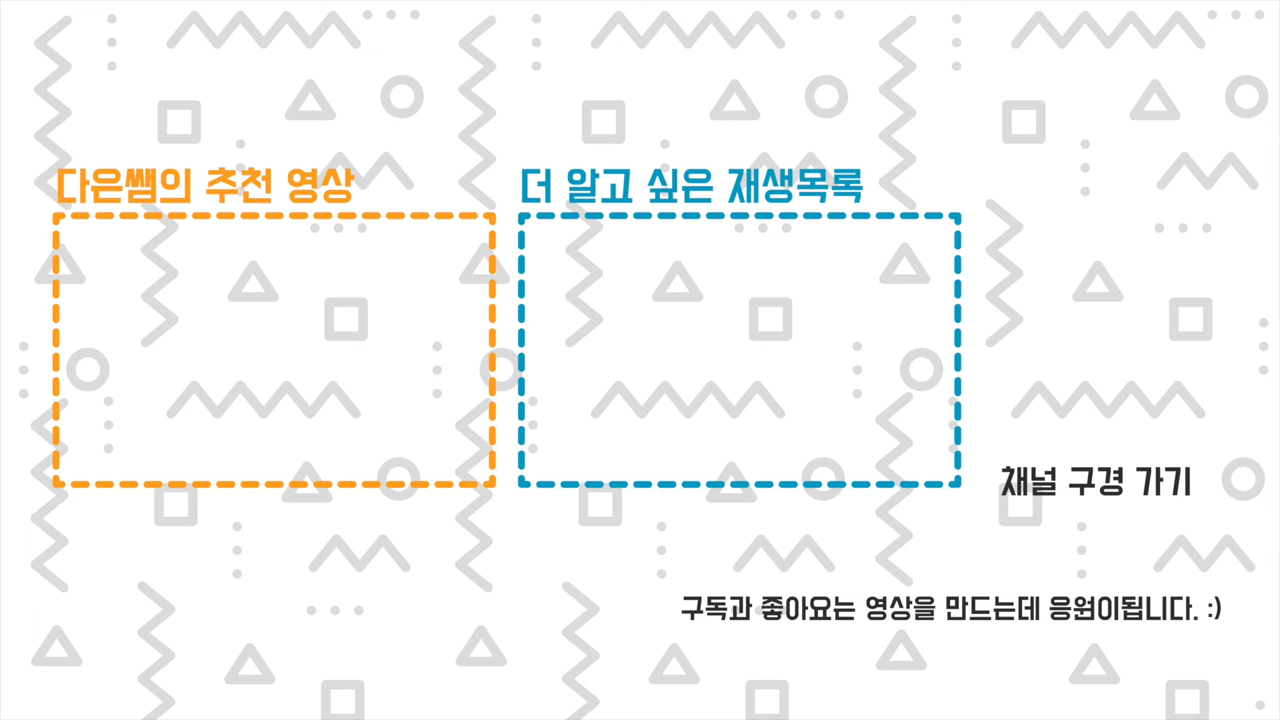 다은쌤의 추천 영상
더 알고 싶은 재생목록
채널 구경 가기
구독과 좋아요는 영상을 만드는데 응원이됩니다. :)